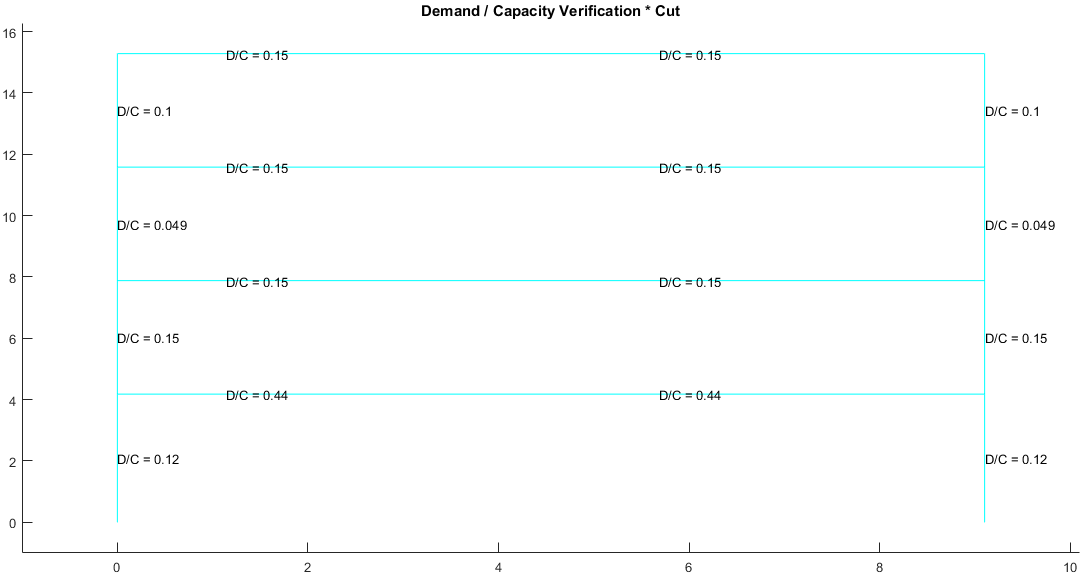 Demand / Capacity Verification * Cut
16
D/C = 0.15
D/C = 0.15
14
D/C = 0.1
D/C = 0.1
12
D/C = 0.15
D/C = 0.15
10
D/C = 0.049
D/C = 0.049
8
D/C = 0.15
D/C = 0.15
6
D/C = 0.15
D/C = 0.15
4
D/C = 0.44
D/C = 0.44
2
D/C = 0.12
D/C = 0.12
0
0
2
4
6
8
10